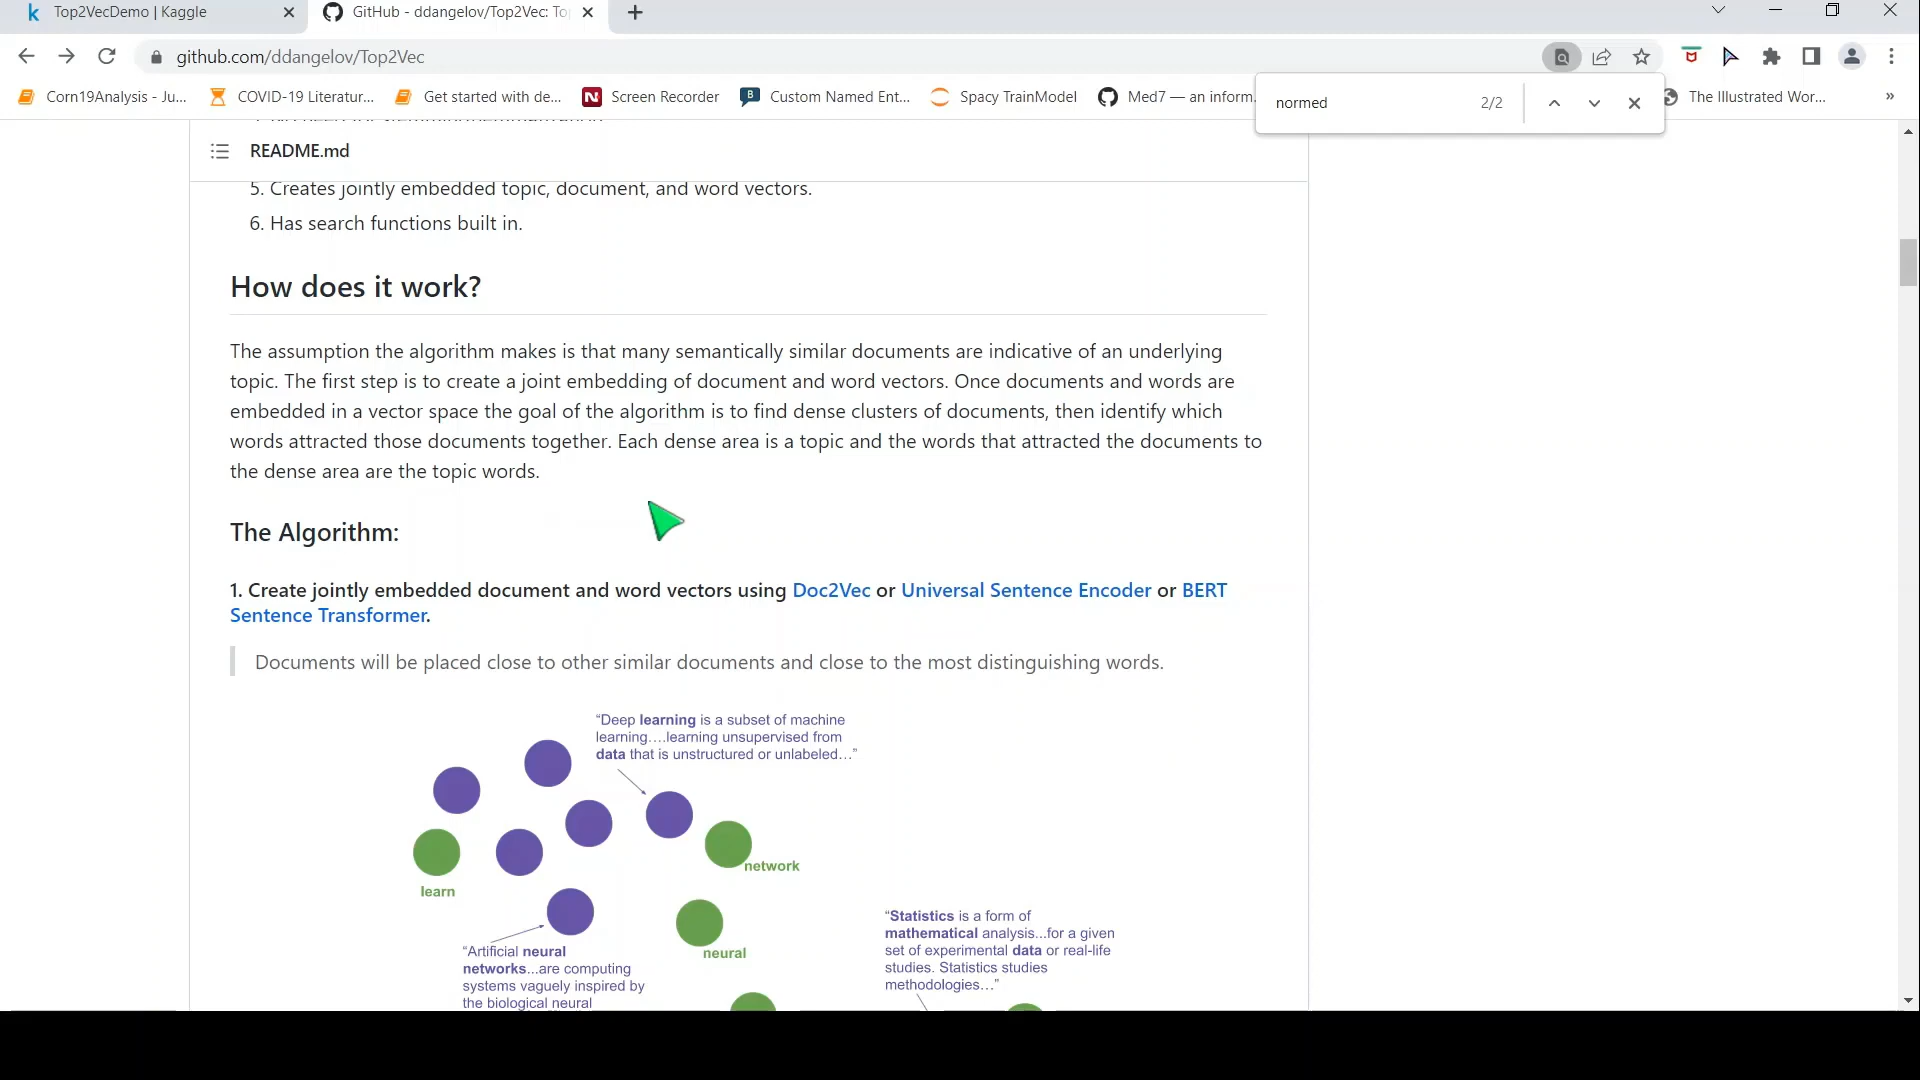 Top2VecDemo | Kaggle
GitHub - ddangelov/Top2Vec: To
github.com/ddangelov/Top2Vec
Corn19Analysis - Ju...
COVID-19 Literatur...
Get started with de...
Screen Recorder
Custom Named Ent...
Spacy TrainModel
Med7 — an inform.
The Illustrated Wor...
»
normed
2/2
README.md
5. Creates jointly embedded topic, document, and word vectors.
6. Has search functions built in.
How does it work?
The assumption the algorithm makes is that many semantically similar documents are indicative of an underlying
topic. The first step is to create a joint embedding of document and word vectors. Once documents and words are
embedded in a vector space the goal of the algorithm is to find dense clusters of documents, then identify which
words attracted those documents together. Each dense area is a topic and the words that attracted the documents to
the dense area are the topic words.
The Algorithm:
1. Create jointly embedded document and word vectors using Doc2Vec or Universal Sentence Encoder or BERT
Sentence Transformer.
Documents will be placed close to other similar documents and close to the most distinguishing words.
“Deep learning is a subset of machine
learning....learning unsupervised from
data that is unstructured or unlabeled...”
network
learn
neural
“Artificial neural
networks...are computing
systems vaguely inspired by
the biological neural
“Statistics is a form of
mathematical analysis...for a given
set of experimental data or real-life
studies. Statistics studies
methodologies...”